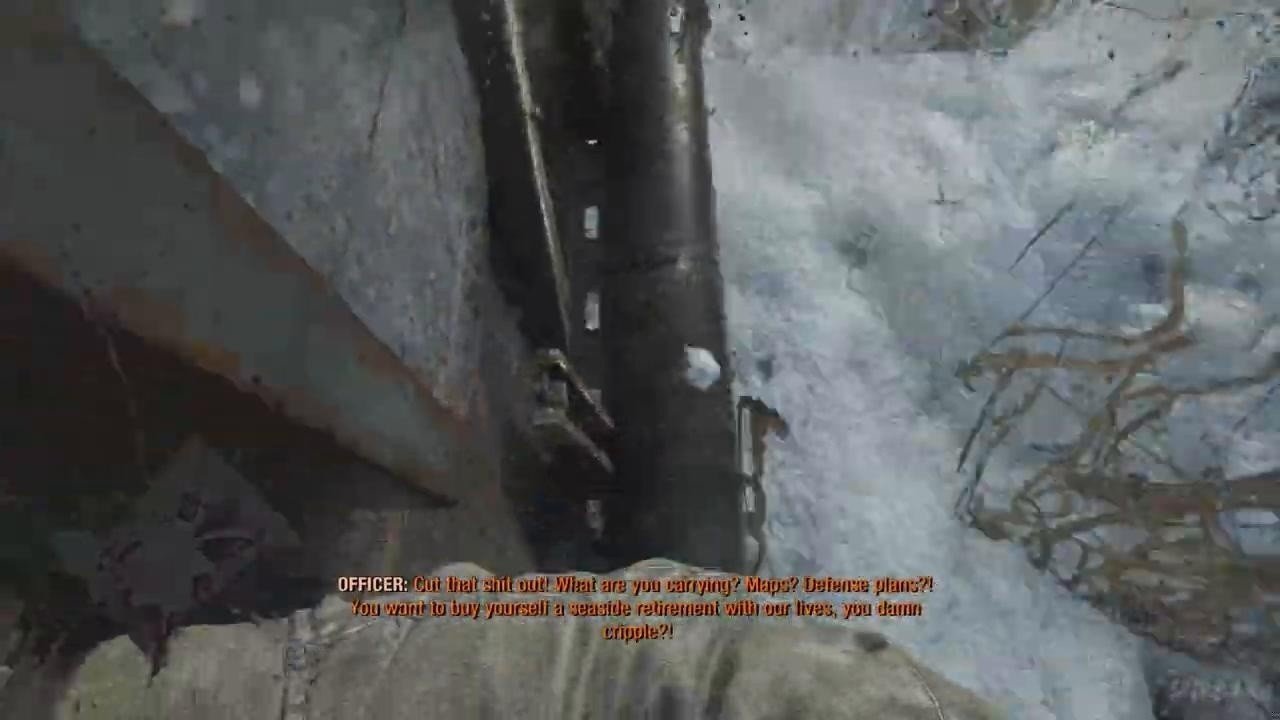 OFFICER: Cut that shit out! What are you carrying? Maps? Defense plans?!
You want to buy yourself a seaside retirement with our lives, you damn
cripple?!